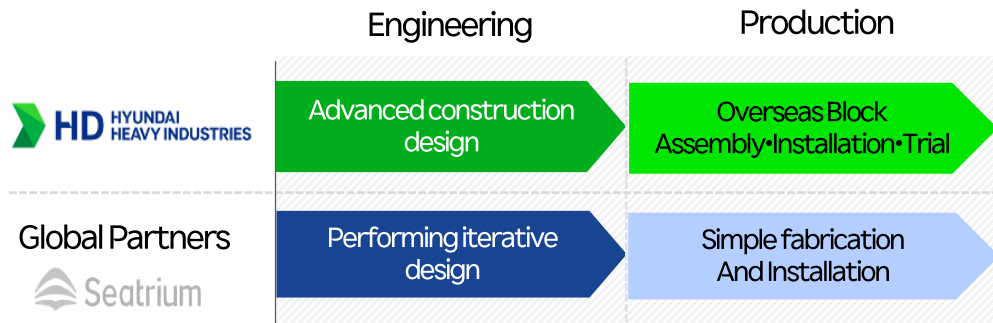 Engineering
Production
HD HYUNDAI
HEAVY INDUSTRIES
Advanced construction
design
Overseas Block
Assembly•Installation•Trial
Global Partners
Seatrium
Performing iterative
design
Simple fabrication
And Installation